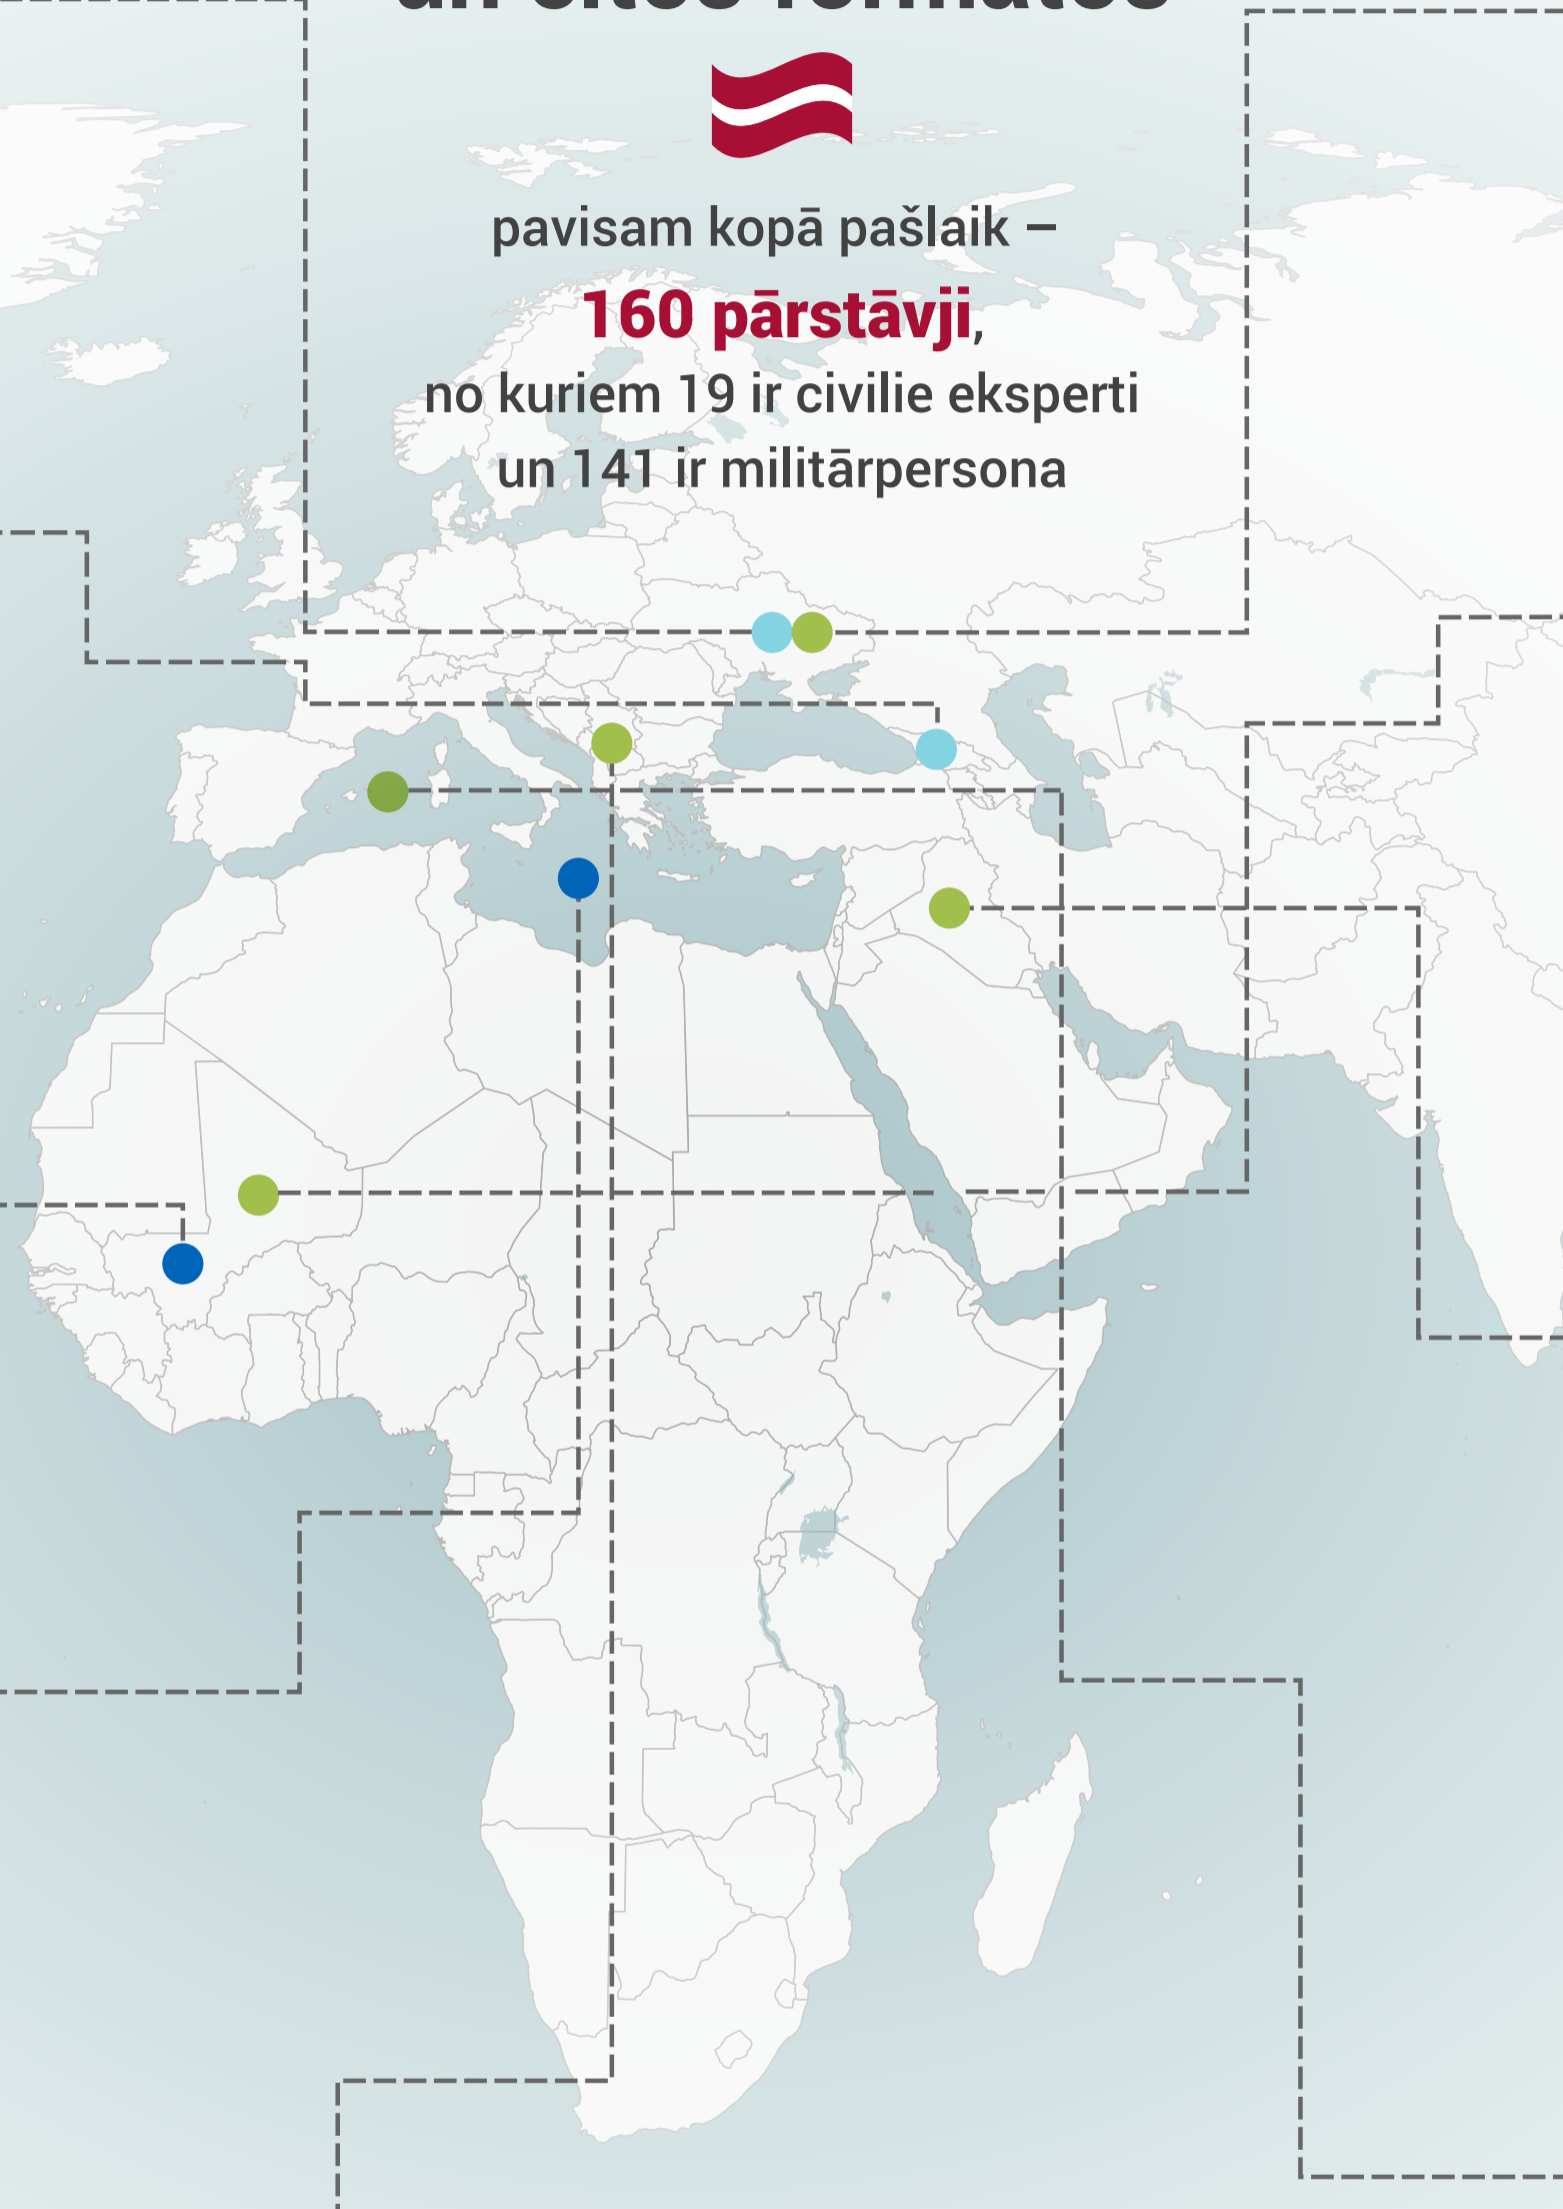 pavisam kopā pašlaik –
160 pārstāvji,
no kuriem 19 ir civilie eksperti
un 141 ir militārpersona